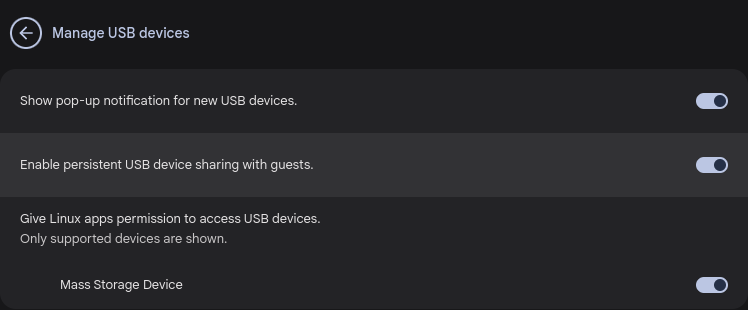 Manage USB devices
Show pop-up notification for new USB devices.
Enable persistent USB device sharing with guests.
Give Linux apps permission to access USB devices.
Only supported devices are shown.
Mass Storage Device